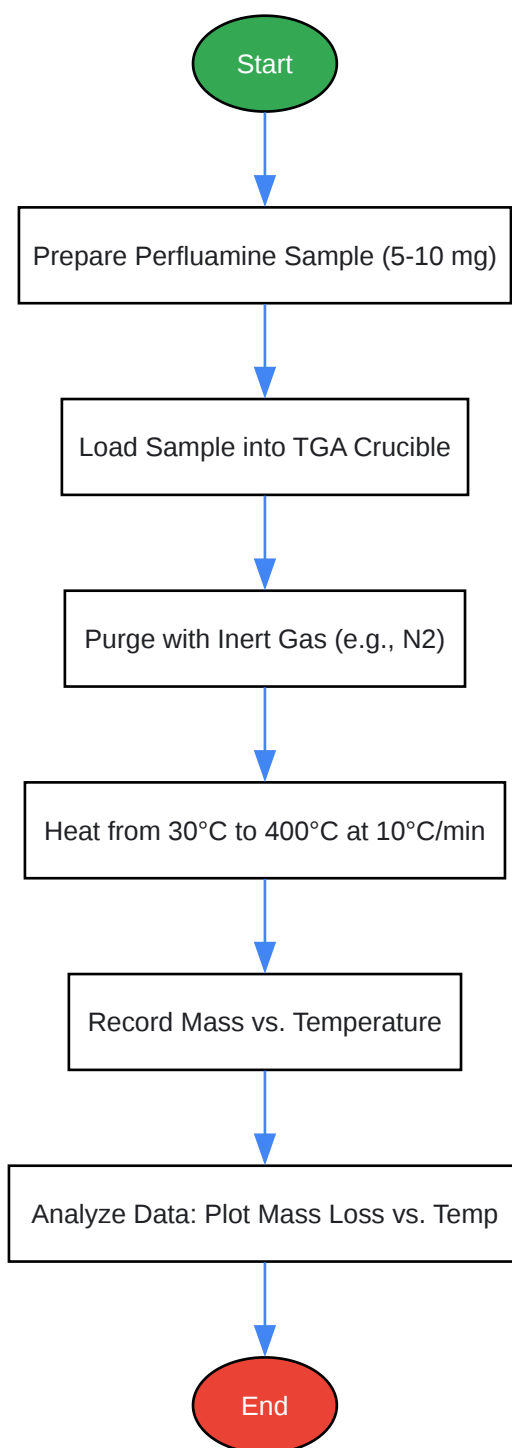 Start
Prepare Perfluamine Sample (5-10 mg)
Load Sample into TGA Crucible
Purge with Inert Gas (e.g., N2)
Heat from 30°C to 400°C at 10°C/min
Record Mass vs. Temperature
Analyze Data: Plot Mass Loss vs. Temp
End